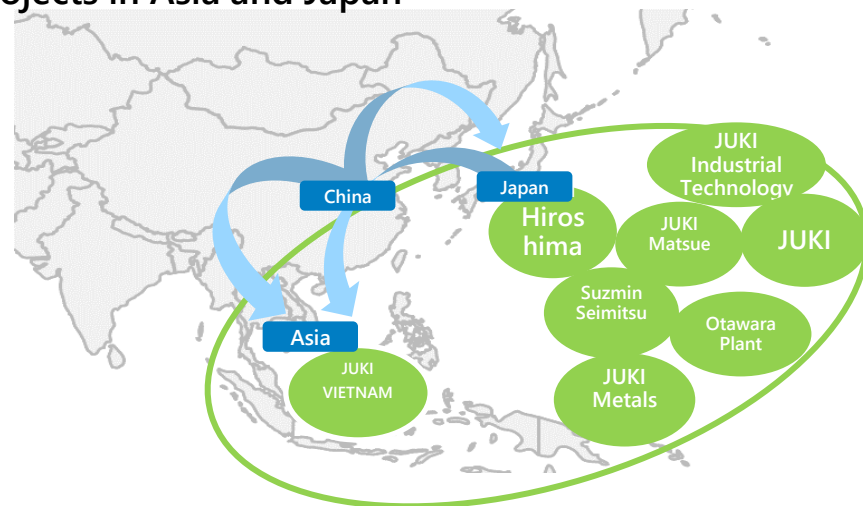 ojects in Asia and Japan
China
Japan
Asia
JUKI
Industrial
Technology
Hiros
hima
JUKI
Matsue
JUKI
Suzmin
Seimitsu
Otawara
Plant
JUKI
VIETNAM
JUKI
Metals